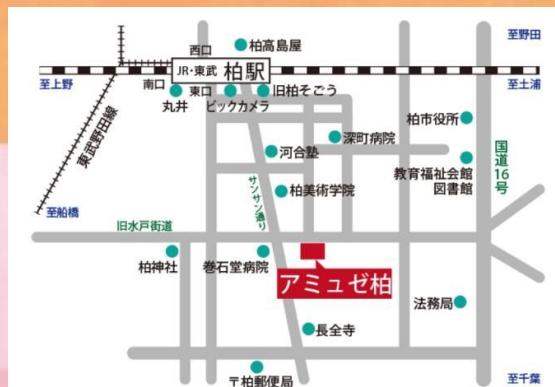 柏高島屋
至野田
西口
JR・東武 柏駅
至上野
南口
東口
至土浦
丸井
ビックカメラ
旧柏そごう
東武野田線
柏市役所
深町病院
河合塾
国道16号
教育福祉会館
図書館
サンサン通り
柏美術学院
至船橋
旧水戸街道
柏神社
巻石堂病院
アミュゼ柏
法務局
長全寺
〒柏郵便局
至千葉